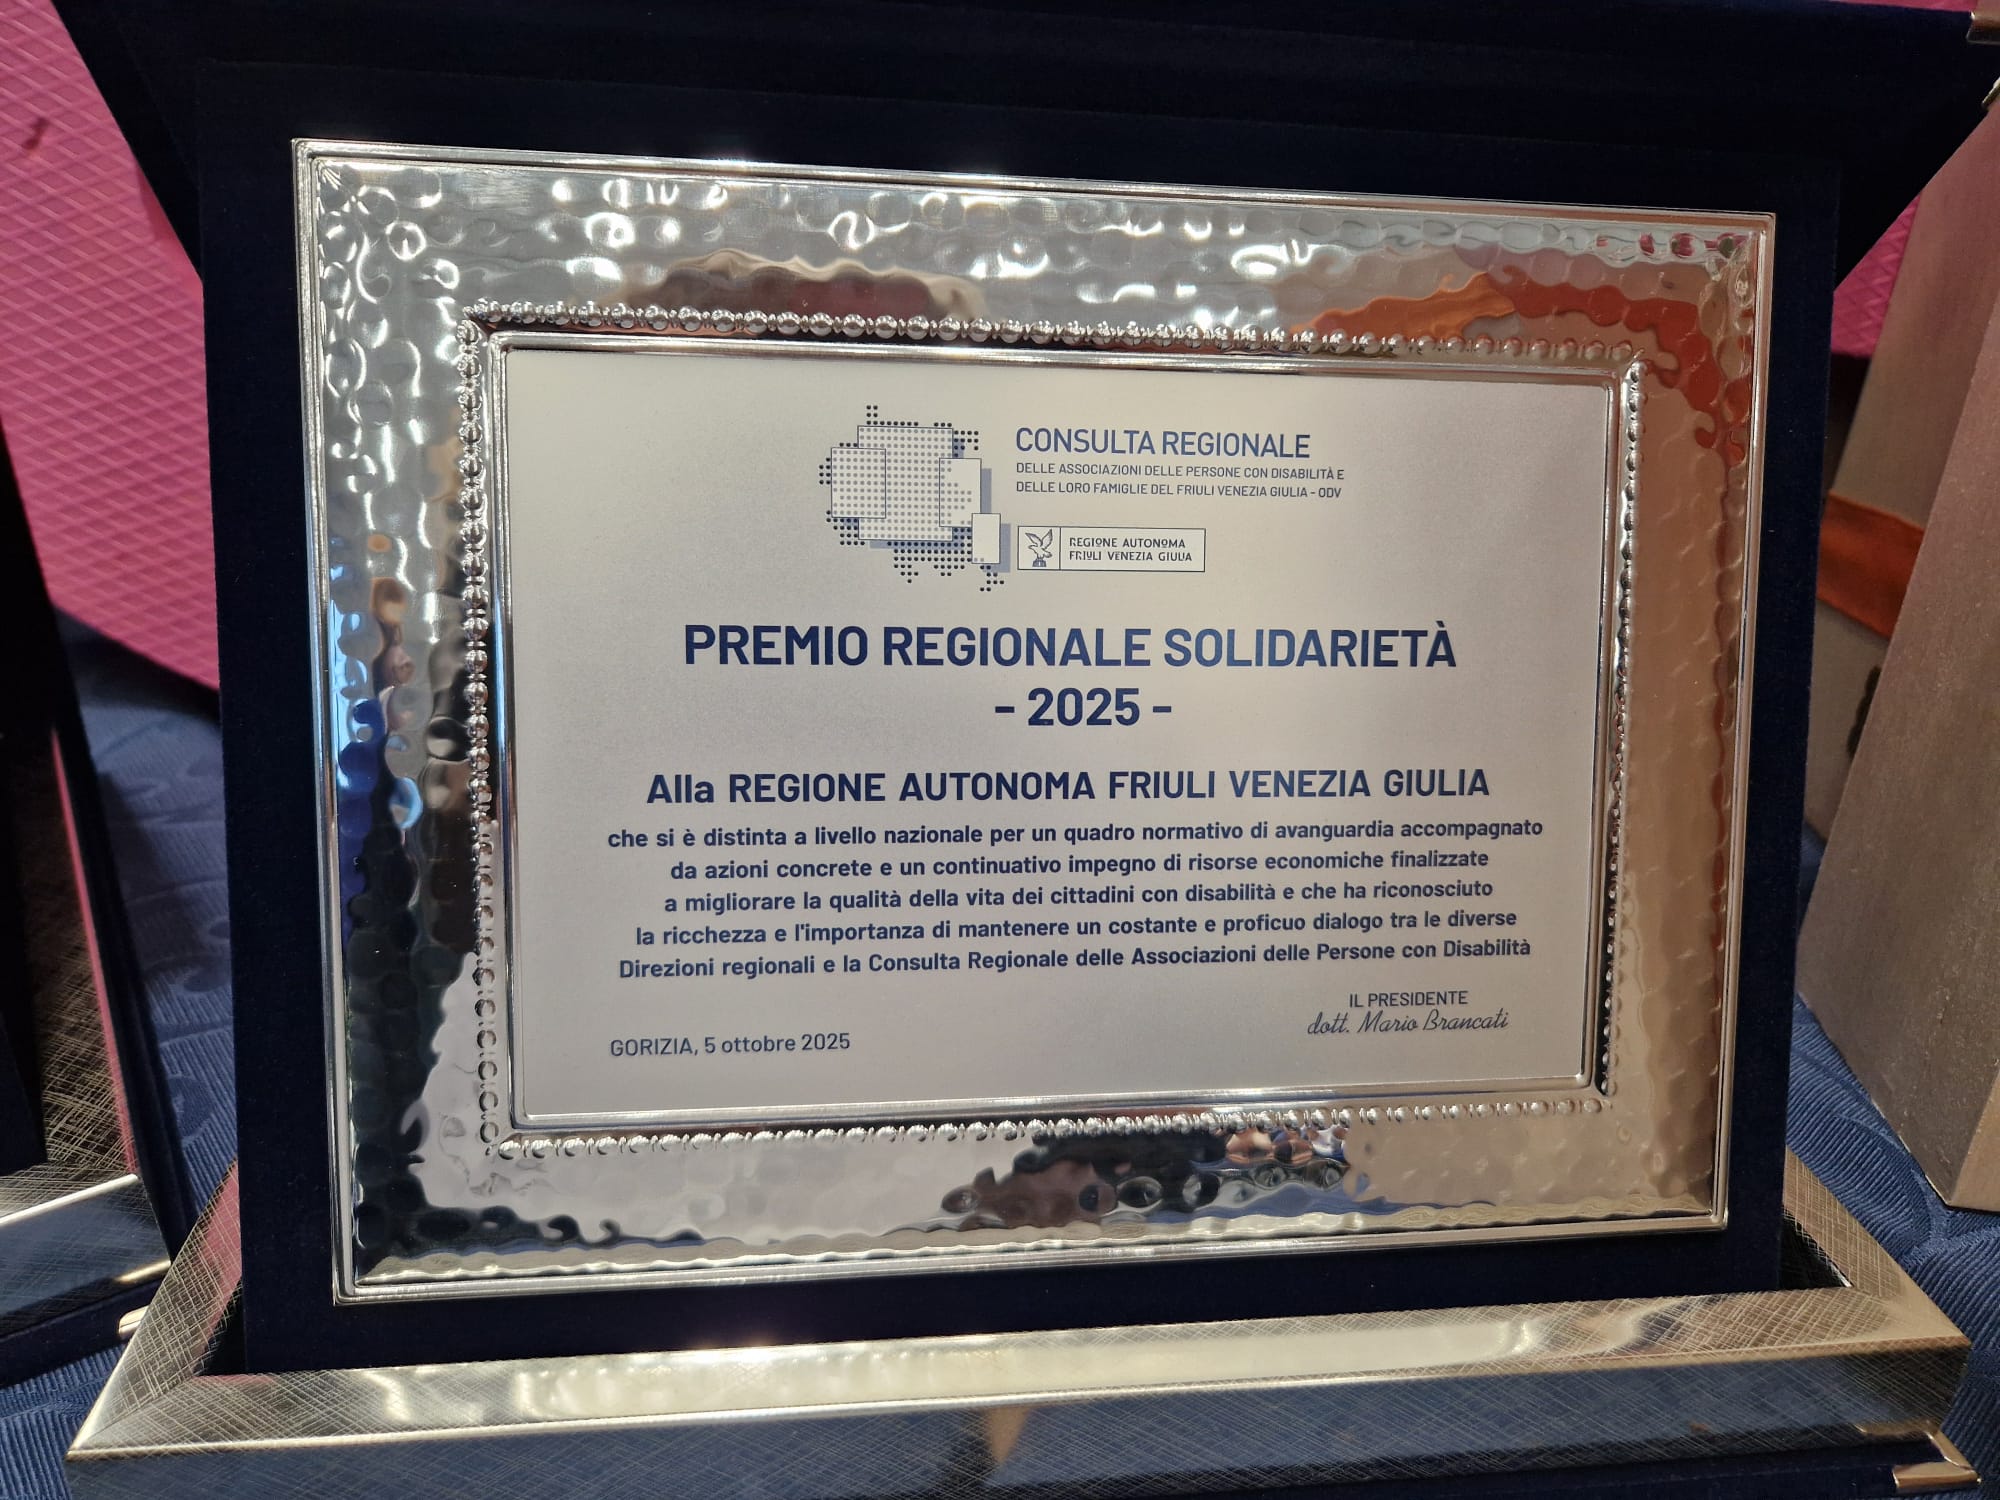 CONSULTA REGIONALE
DELLE ASSOCIAZIONI DELLE PERSONE CON DISABILITÀ E
DELLE LORO FAMIGLIE DEL FRIULI VENEZIA GIULIA - ODV
REGIONE AUTONOMA
FRIULI VENEZIA GIULIA
PREMIO REGIONALE SOLIDARIETÀ
- 2025 -
Alla REGIONE AUTONOMA FRIULI VENEZIA GIULIA
che si è distinta a livello nazionale per un quadro normativo di avanguardia accompagnato
da azioni concrete e un continuativo impegno di risorse economiche finalizzate
a migliorare la qualità della vita dei cittadini con disabilità e che ha riconosciuto
la ricchezza e l'importanza di mantenere un costante e proficuo dialogo tra le diverse
Direzioni regionali e la Consulta Regionale delle Associazioni delle Persone con Disabilità
IL PRESIDENTE
dott. Mario Brancati
GORIZIA, 5 ottobre 2025